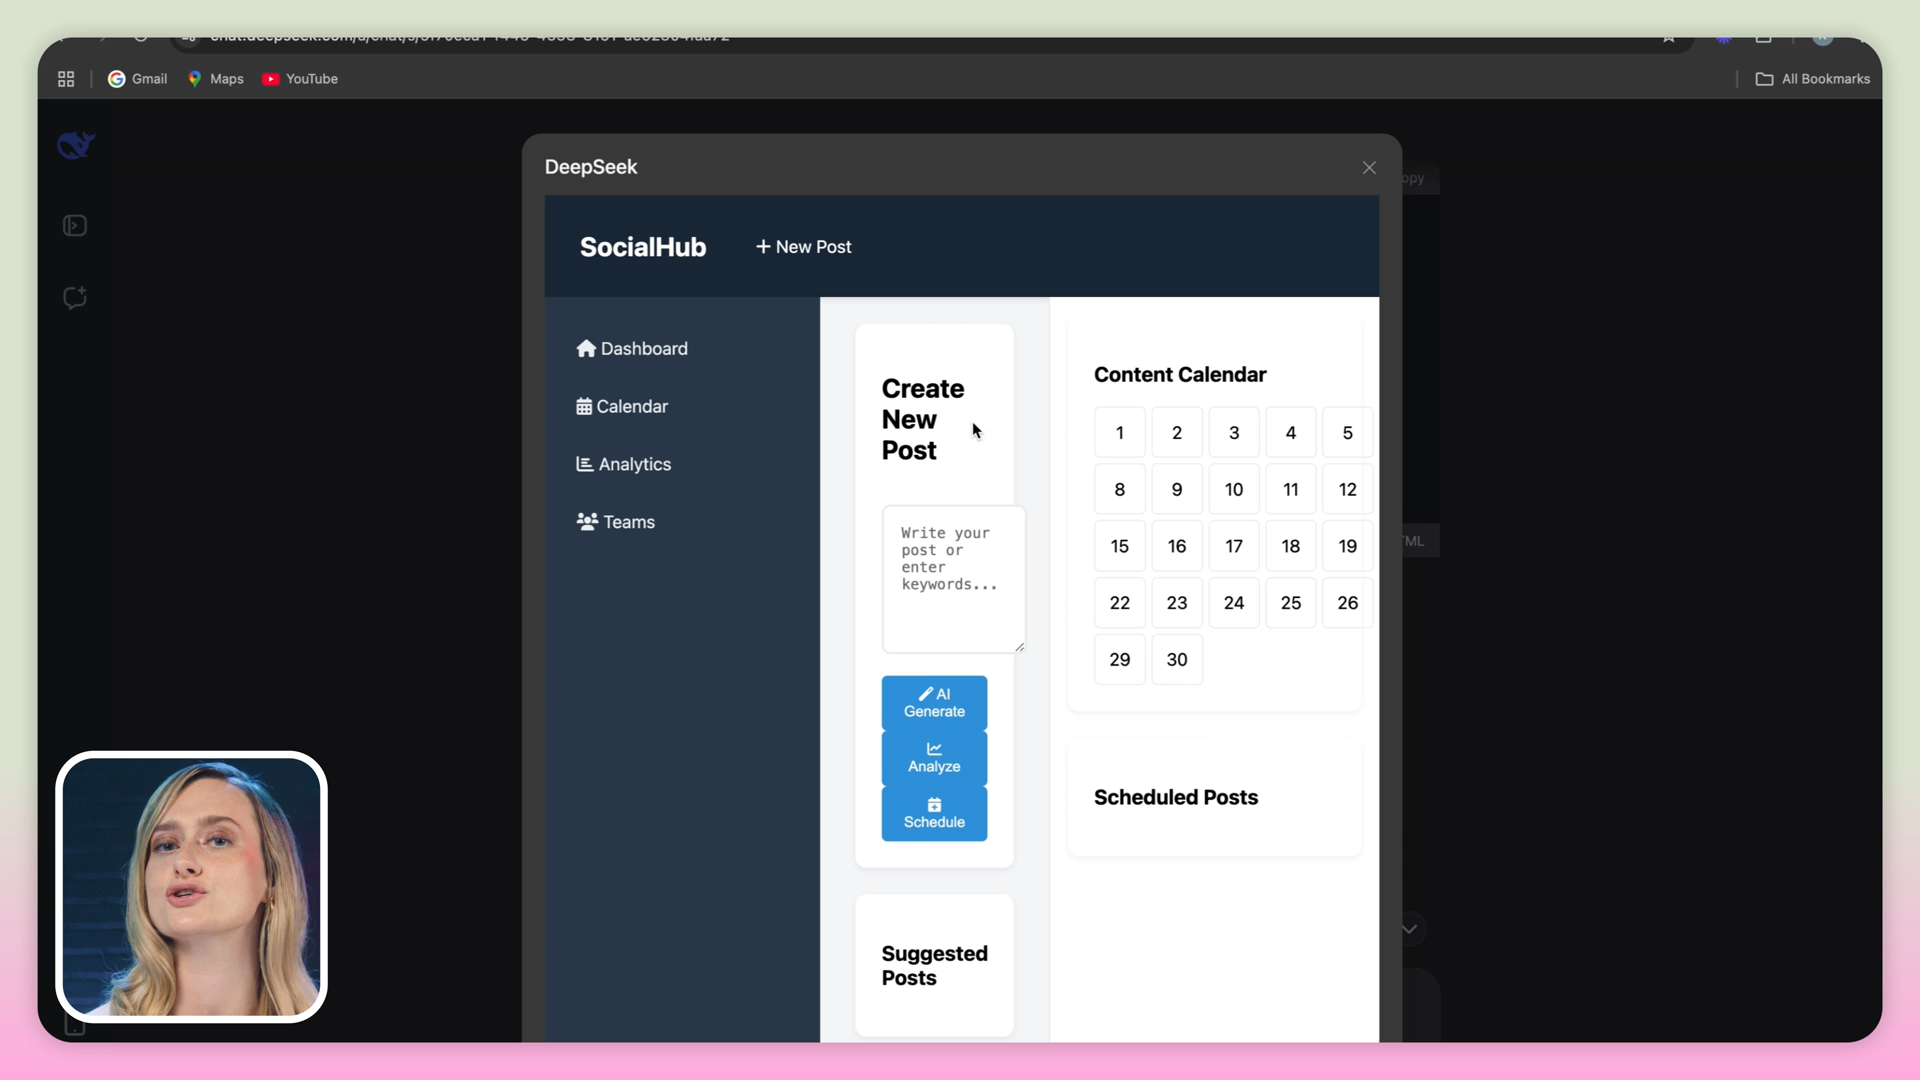 Gmail
Maps
YouTube
All Bookmarks
DeepSeek
opy
SocialHub
+ New Post
Dashboard
Calendar
Analytics
Teams
Create
New
Post
Write your
post or
enter
keywords...
AI
Generate
Analyze
Schedule
Suggested
Posts
Content Calendar
1 2 3 4 5
8 9 10 11 12
15 16 17 18 19
22 23 24 25 26
29 30
Scheduled Posts
TML